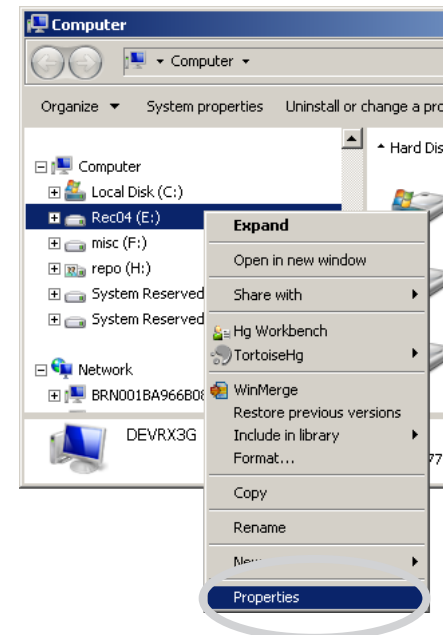 Computer
Computer
Organize System properties Uninstall or change a pro
Hard Dis
Computer
Local Disk (C:)
Rec04 (E:)
misc (F:)
repo (H:)
System Reserved
System Reserved
Network
BRN001BA966B08
DEVRX3G
77
Expand
Open in new window
Share with
Hg Workbench
TortoiseHg
WinMerge
Restore previous versions
Include in library
Format...
Copy
Rename
New
Properties